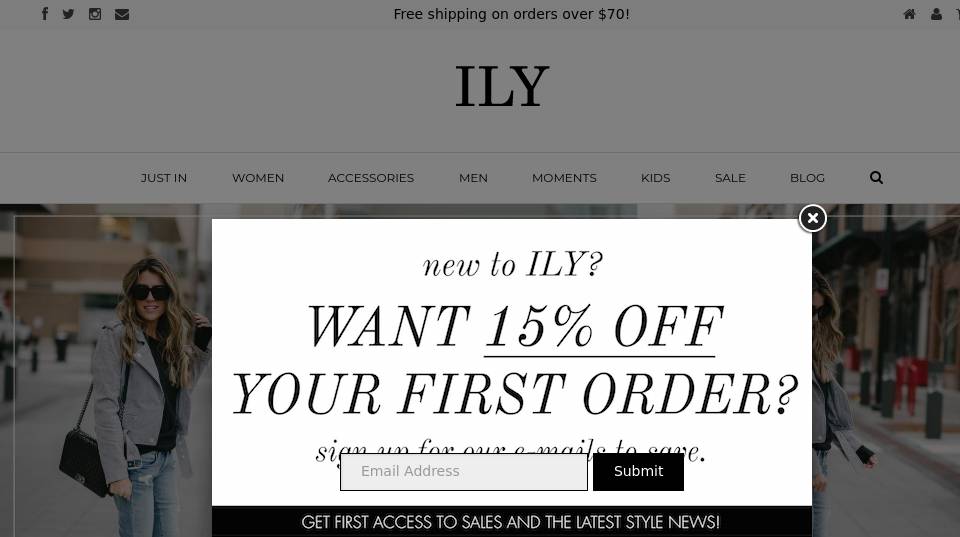 Free shipping on orders over $70!
ILY
JUST IN WOMEN ACCESSORIES MEN MOMENTS KIDS SALE BLOG
new to ILY?
WANT 15% OFF
YOUR FIRST ORDER?
sign up for our e-mails to save.
Email Address Submit
GET FIRST ACCESS TO SALES AND THE LATEST STYLE NEWS!